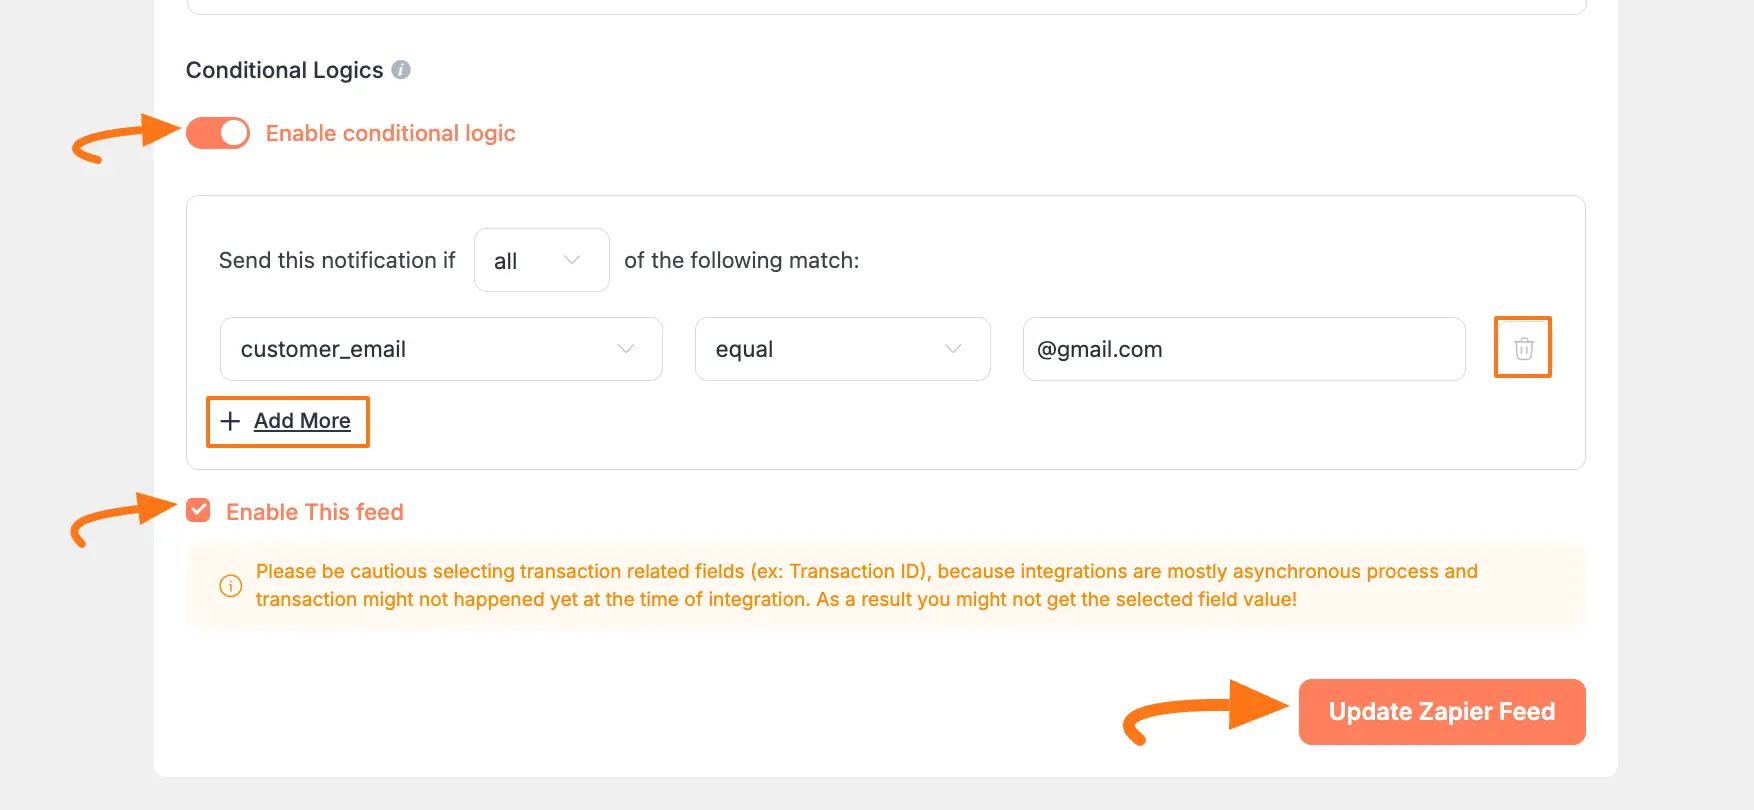 Conditional Logics
Enable conditional logic
Send this notification if all of the following match:
customer_email equal @gmail.com
+ Add More
Enable This feed
Please be cautious selecting transaction related fields (ex: Transaction ID), because integrations are mostly asynchronous process and
transaction might not happened yet at the time of integration. As a result you might not get the selected field value!
Update Zapier Feed